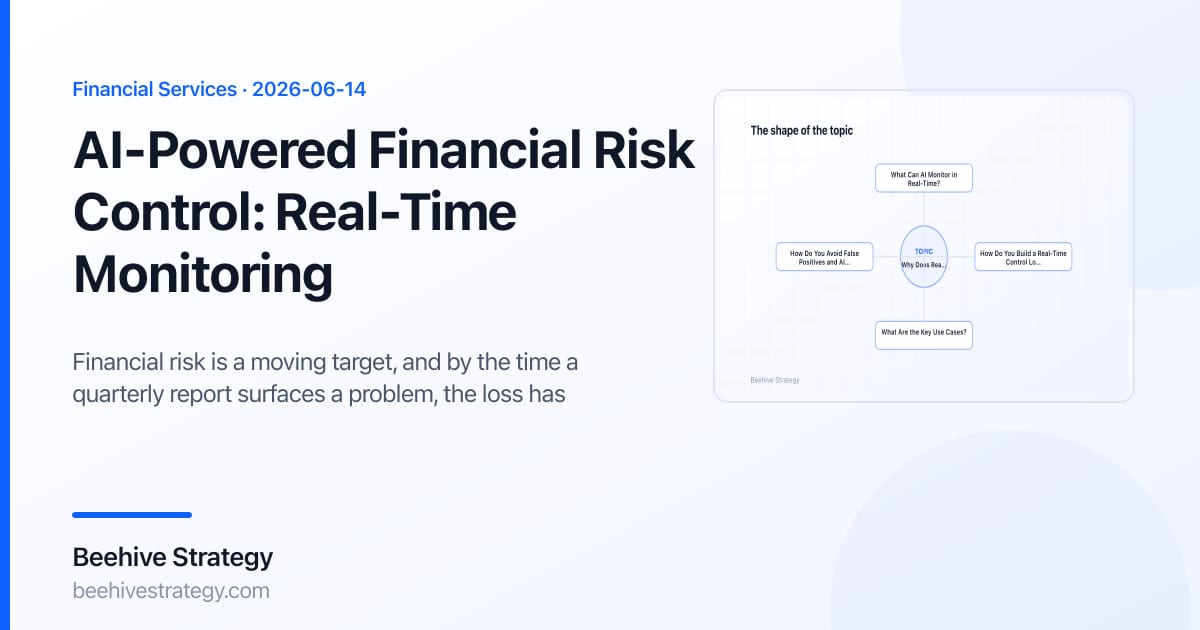 Financial Services · 2026-06-14
AI-Powered Financial Risk
Control: Real-Time
Monitoring
Financial risk is a moving target, and by the time a
quarterly report surfaces a problem, the loss has
Beehive Strategy
beehivestrategy.com
The shape of the topic
What Can AI Monitor in
Real-Time?
How Do You Avoid False
Positives and Al...
TOPIC
Why Does Rea...
How Do You Build a Real-Time
Control Lo...
What Are the Key Use Cases?
Beehive Strategy